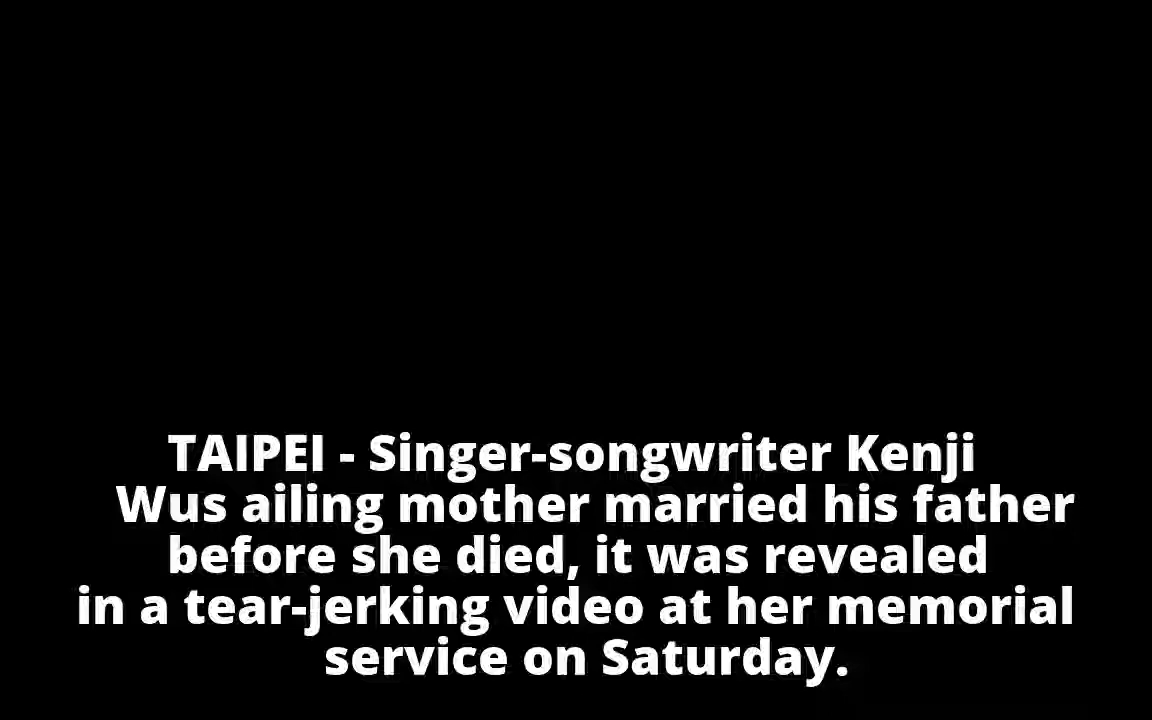 TAIPEI - Singer-songwriter Kenji
Wus ailing mother married his father
before she died, it was revealed
in a tear-jerking video at her memorial
service on Saturday.